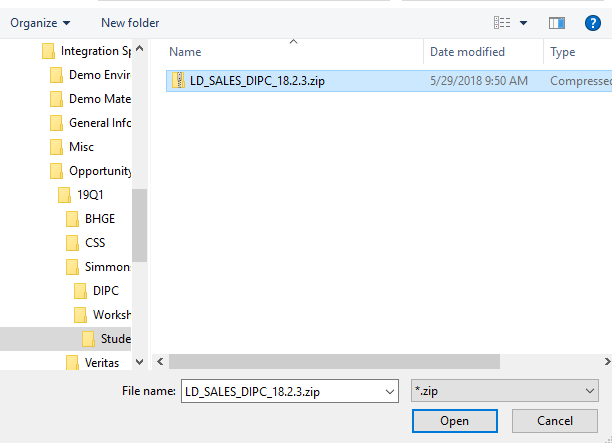 Organize New folder
Name Date modified Type
Integration Sp
Demo Enviro
Demo Mate
General Info
Misc
Opportunity
19Q1
BHGE
CSS
Simmons
DIPC
Worksh
Stude
Veritas
LD_SALES_DIPC_18.2.3.zip 5/29/2018 9:50 AM Compressed
File name: LD_SALES_DIPC_18.2.3.zip *.zip
Open Cancel